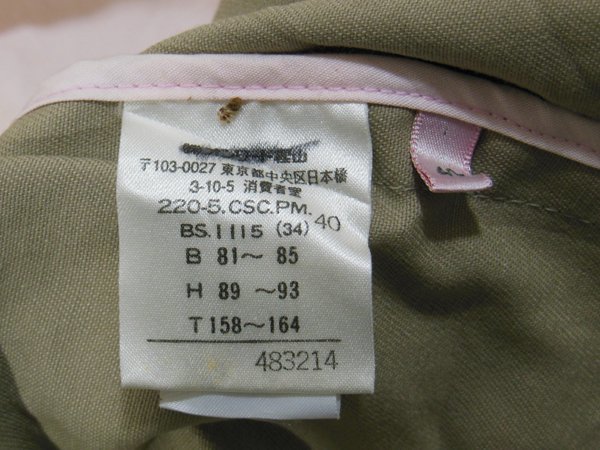 〒103-0027 東京都中央区日本橋
3-10-5 消費者室
220-5.CSC.PM.
BS.1115 (34) 40
B 81～ 85
H 89 ～93
T 158～164
483214